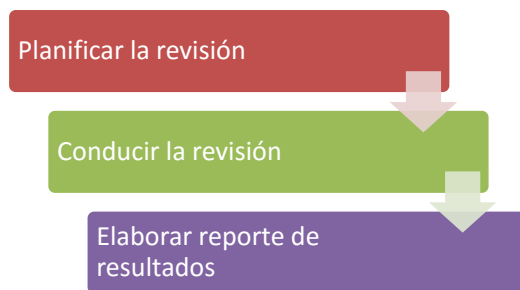 Planificar la revisión
Conducir la revisión
Elaborar reporte de
resultados